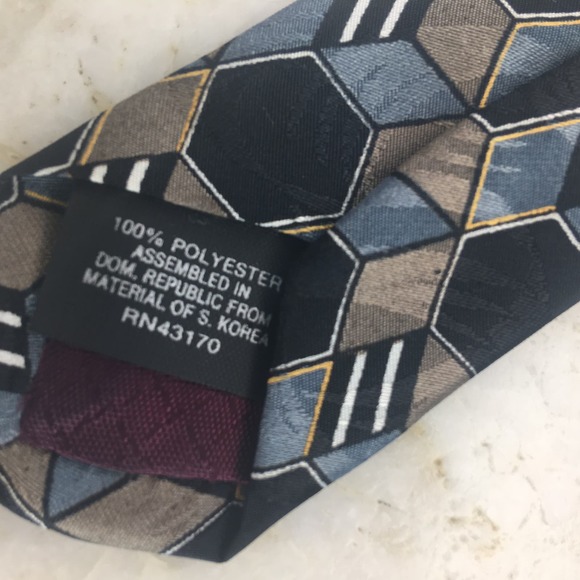 100% POLYESTER
ASSEMBLED IN
DOM. REPUBLIC FROM
MATERIAL OF S. KOREA
RN43170